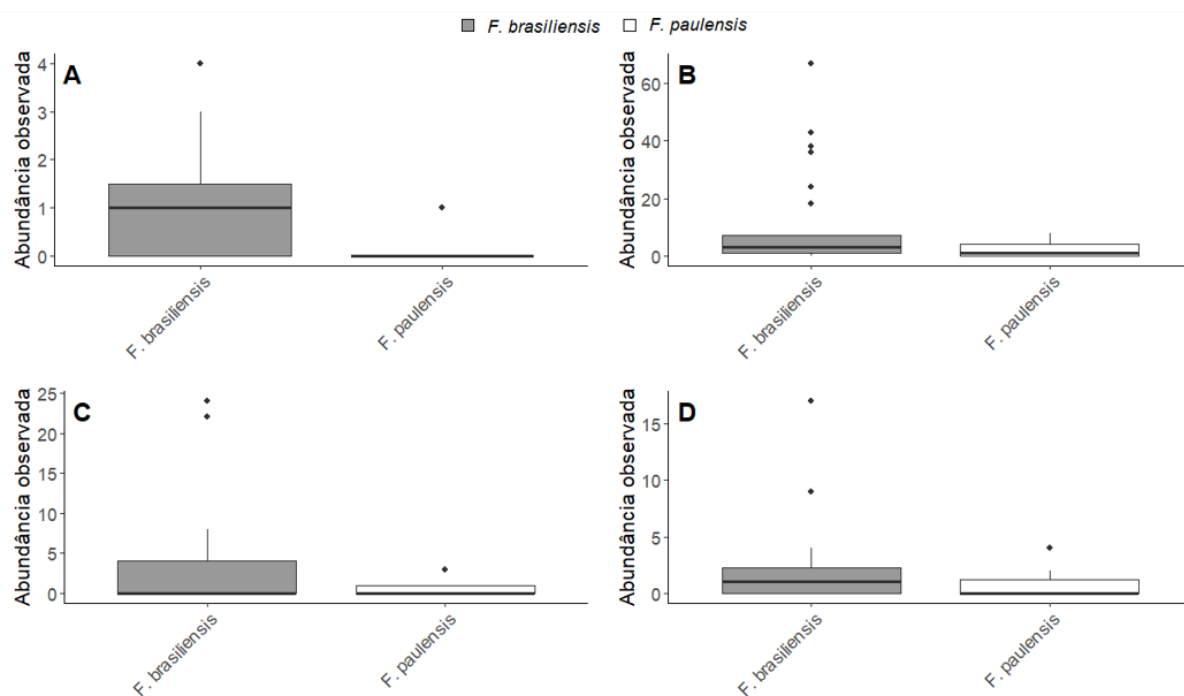 F. brasiliensis F. paulensis
A
Abundância observada
4
3
2
1
0
F. brasiliensis
F. paulensis
B
Abundância observada
60
40
20
0
F. brasiliensis
F. paulensis
C
Abundância observada
25
20
15
10
5
0
F. brasiliensis
F. paulensis
D
Abundância observada
15
10
5
0
F. brasiliensis
F. paulensis